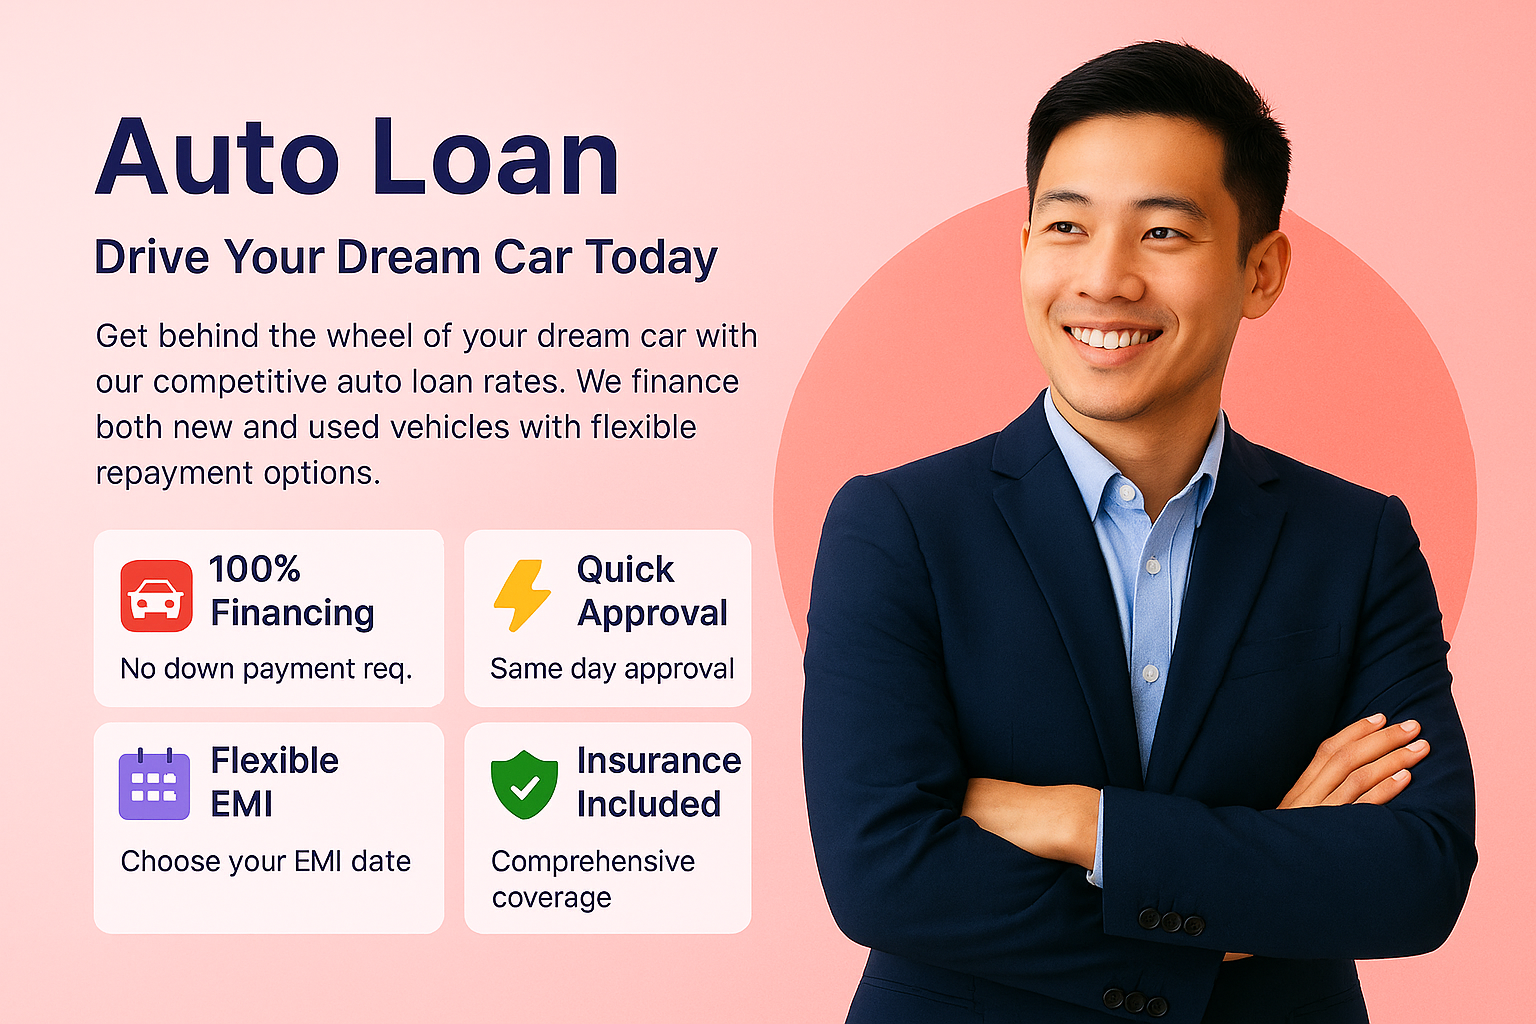 Auto Loan
Drive Your Dream Car Today
Get behind the wheel of your dream car with
our competitive auto loan rates. We finance
both new and used vehicles with flexible
repayment options.
100%
Financing
No down payment req.
Quick
Approval
Same day approval
Flexible
EMI
Choose your EMI date
Insurance
Included
Comprehensive
coverage